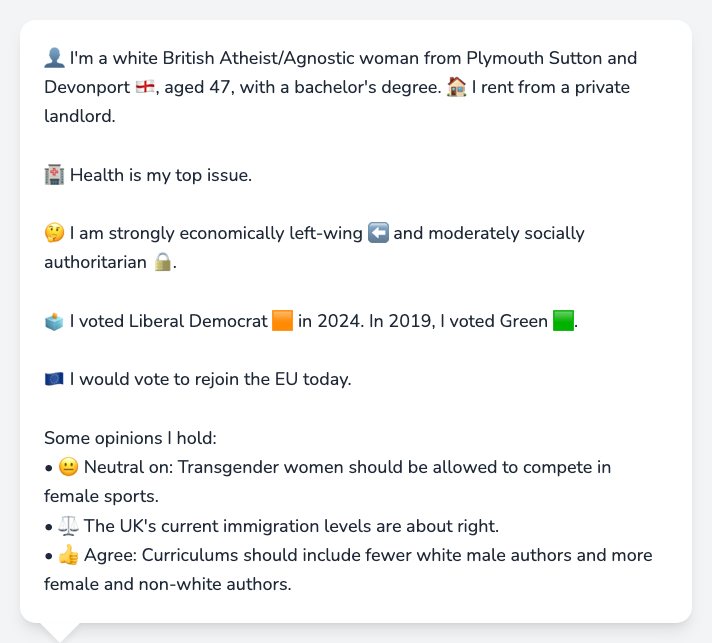 👤 I'm a white British Atheist/Agnostic woman from Plymouth Sutton and
Devonport 🏴󠁧󠁢󠁥󠁮󠁧󠁿, aged 47, with a bachelor's degree. 🏠 I rent from a private
landlord.
🏥 Health is my top issue.
🤔 I am strongly economically left-wing ⬅️ and moderately socially
authoritarian 🔒.
🗳️ I voted Liberal Democrat 🟧 in 2024. In 2019, I voted Green 🟩.
🇪🇺 I would vote to rejoin the EU today.
Some opinions I hold:
• 😐 Neutral on: Transgender women should be allowed to compete in
female sports.
• ⚖️ The UK's current immigration levels are about right.
• 👍 Agree: Curriculums should include fewer white male authors and more
female and non-white authors.